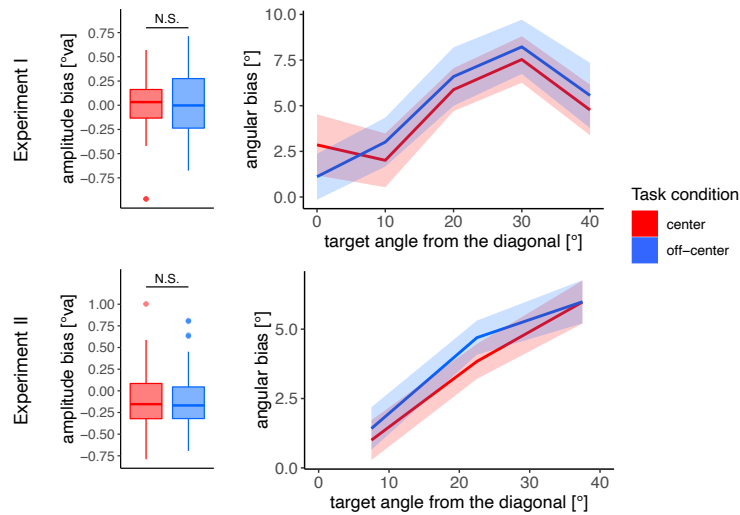 Experiment I
amplitude bias [°va]
N.S.
0.75
0.50
0.25
0.00
−0.25
−0.50
−0.75
angular bias [°]
10.0
7.5
5.0
2.5
0.0
0 10 20 30 40
target angle from the diagonal [°]
Task condition
center
off−center
Experiment II
amplitude bias [°va]
N.S.
1.00
0.75
0.50
0.25
0.00
−0.25
−0.50
−0.75
angular bias [°]
5.0
2.5
0.0
0 10 20 30 40
target angle from the diagonal [°]